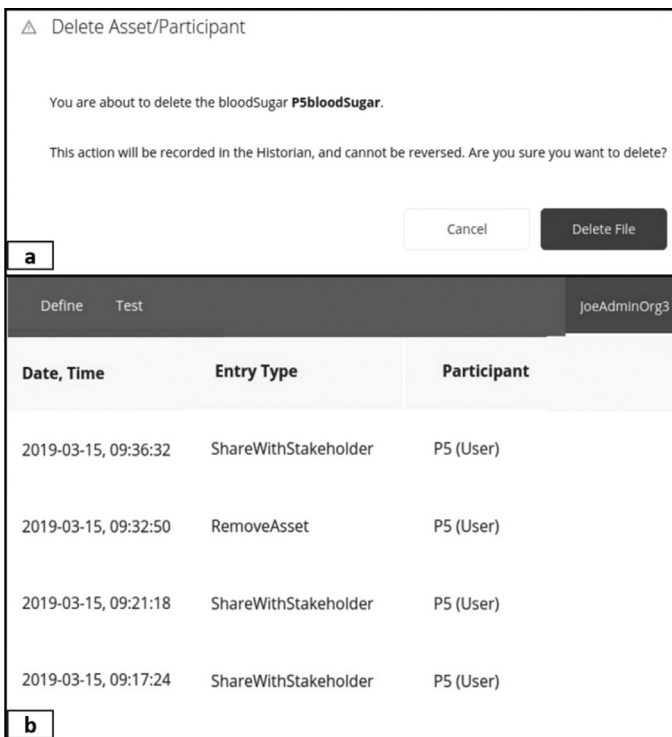 Delete Asset/Participant
You are about to delete the bloodSugar P5bloodSugar.
This action will be recorded in the Historian, and cannot be reversed. Are you sure you want to delete?
Cancel Delete File
a
Define Test JoeAdminOrg3
Date, Time Entry Type Participant
2019-03-15, 09:36:32 ShareWithStakeholder P5 (User)
2019-03-15, 09:32:50 RemoveAsset P5 (User)
2019-03-15, 09:21:18 ShareWithStakeholder P5 (User)
2019-03-15, 09:17:24 ShareWithStakeholder P5 (User)
b